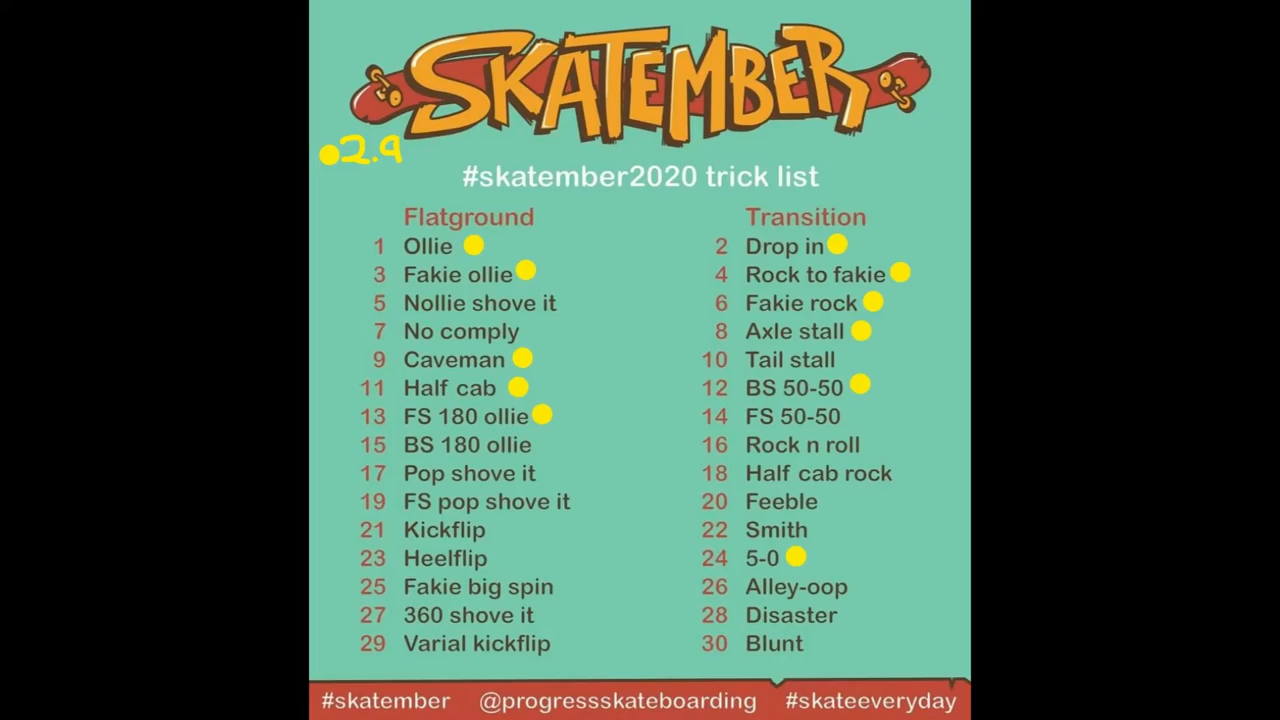 SKATEMBER
2.9
#skatember2020 trick list
Flatground
1 Ollie
3 Fakie ollie
5 Nollie shove it
7 No comply
9 Caveman
11 Half cab
13 FS 180 ollie
15 BS 180 ollie
17 Pop shove it
19 FS pop shove it
21 Kickflip
23 Heelflip
25 Fakie big spin
27 360 shove it
29 Varial kickflip
Transition
2 Drop in
4 Rock to fakie
6 Fakie rock
8 Axle stall
10 Tail stall
12 BS 50-50
14 FS 50-50
16 Rock n roll
18 Half cab rock
20 Feeble
22 Smith
24 5-0
26 Alley-oop
28 Disaster
30 Blunt
#skatember @progressskateboarding #skateeveryday